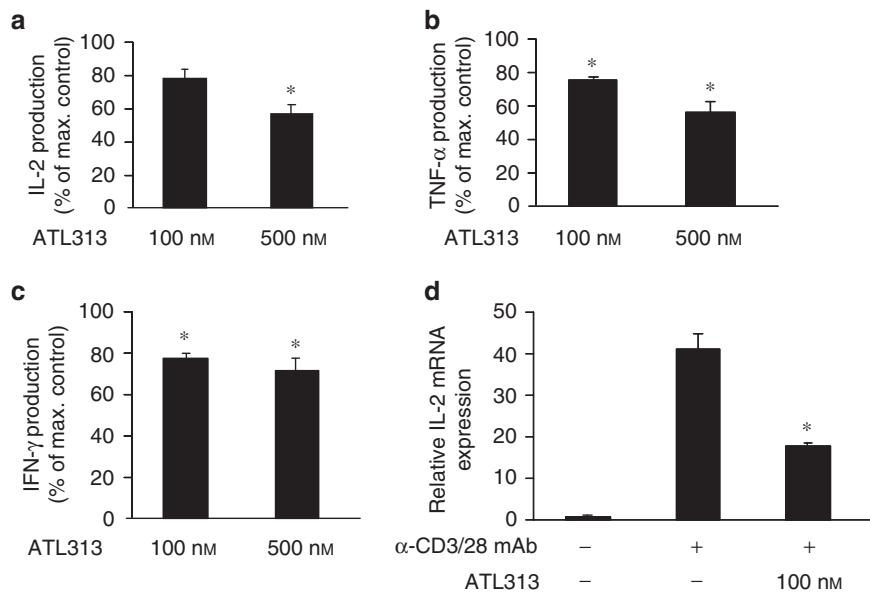 a
IL-2 production
(% of max. control)
100
80
60
40
20
0
*
ATL313 100 nM 500 nM
b
TNF-α production
(% of max. control)
100
80
60
40
20
0
* *
ATL313 100 nM 500 nM
c
IFN-γ production
(% of max. control)
100
80
60
40
20
0
* *
ATL313 100 nM 500 nM
d
Relative IL-2 mRNA
expression
50
40
30
20
10
0
*
α-CD3/28 mAb – + +
ATL313 – – 100 nM